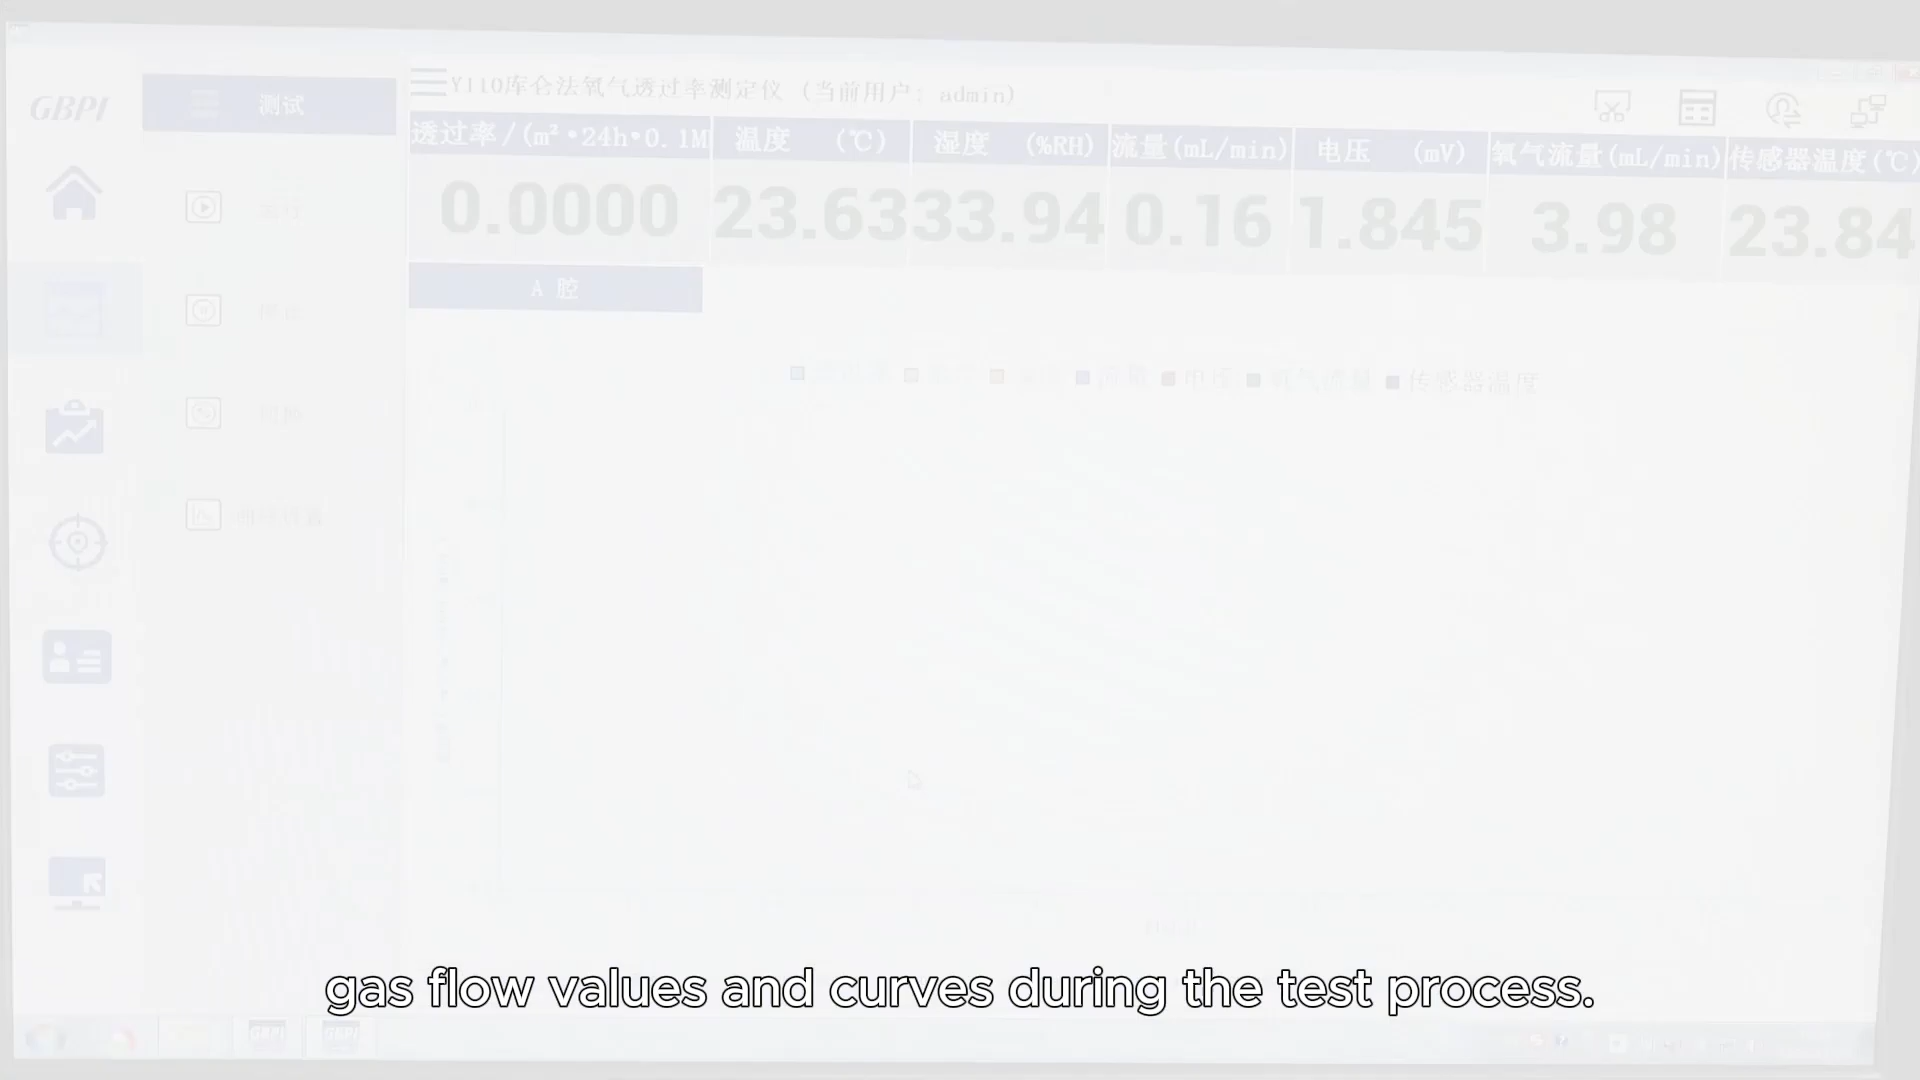 GBPI
测试
Y110库仑法氧气透过率测定仪 (当前用户: admin)
透过率/(m²•24h•0.1M
温度 (℃)
湿度 (%RH)
流量(mL/min)
电压 (mV)
氧气流量(mL/min)
传感器温度(℃)
0.0000
23.63
33.94
0.16
1.845
3.98
23.84
A 腔
流量
电压
氧气流量
传感器温度
gas flow values and curves during the test process.
GBPI
GBPI